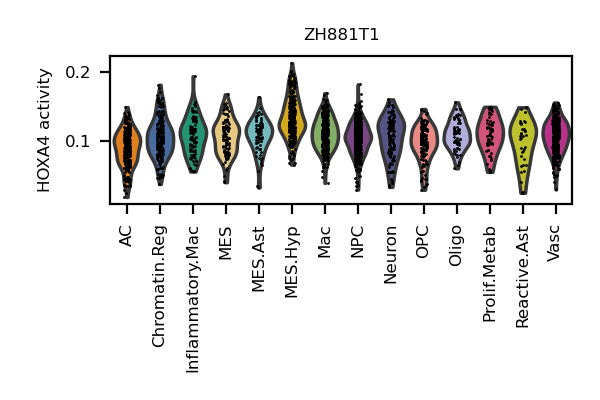 ZH881T1
HOXA4 activity
0.2
0.1
AC
Chromatin.Reg
Inflammatory.Mac
MES
MES.Ast
MES.Hyp
Mac
NPC
Neuron
OPC
Oligo
Prolif.Metab
Reactive.Ast
Vasc